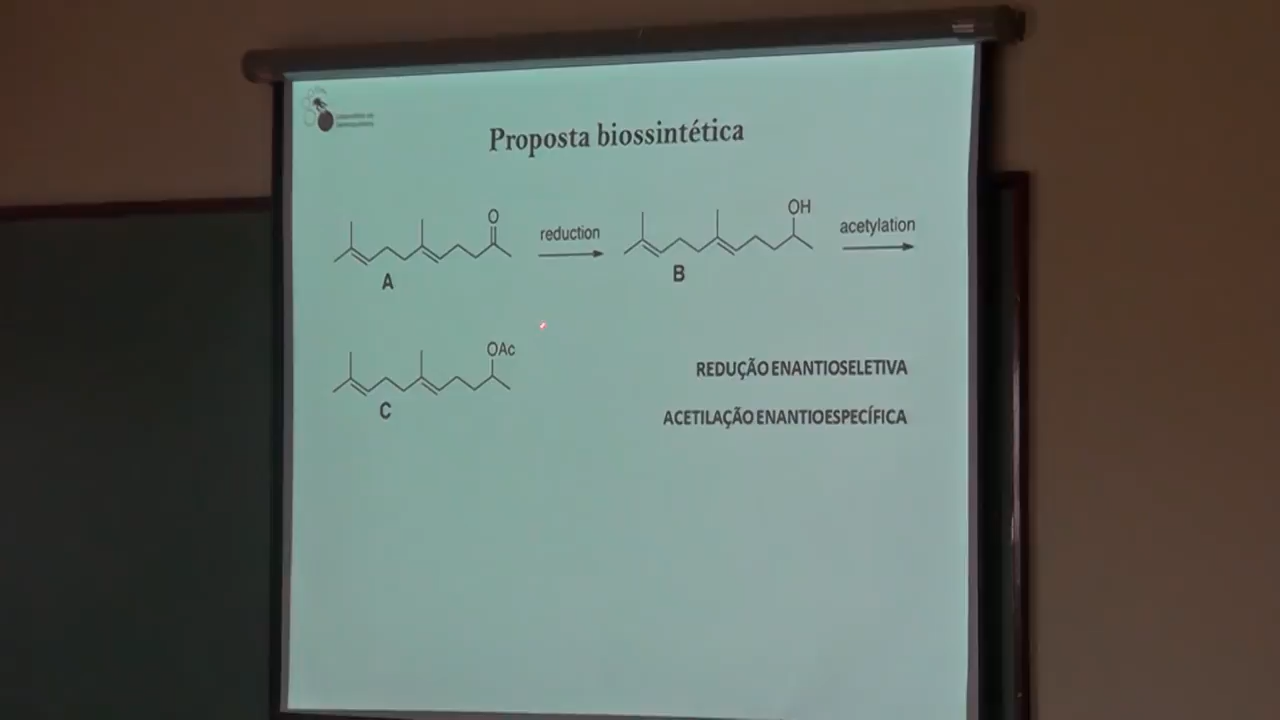 Proposta biossintética
O
reduction
OH
acetylation
A
B
OAc
C
REDUÇÃO ENANTIOSELETIVA
ACETILAÇÃO ENANTIOESPECÍFICA